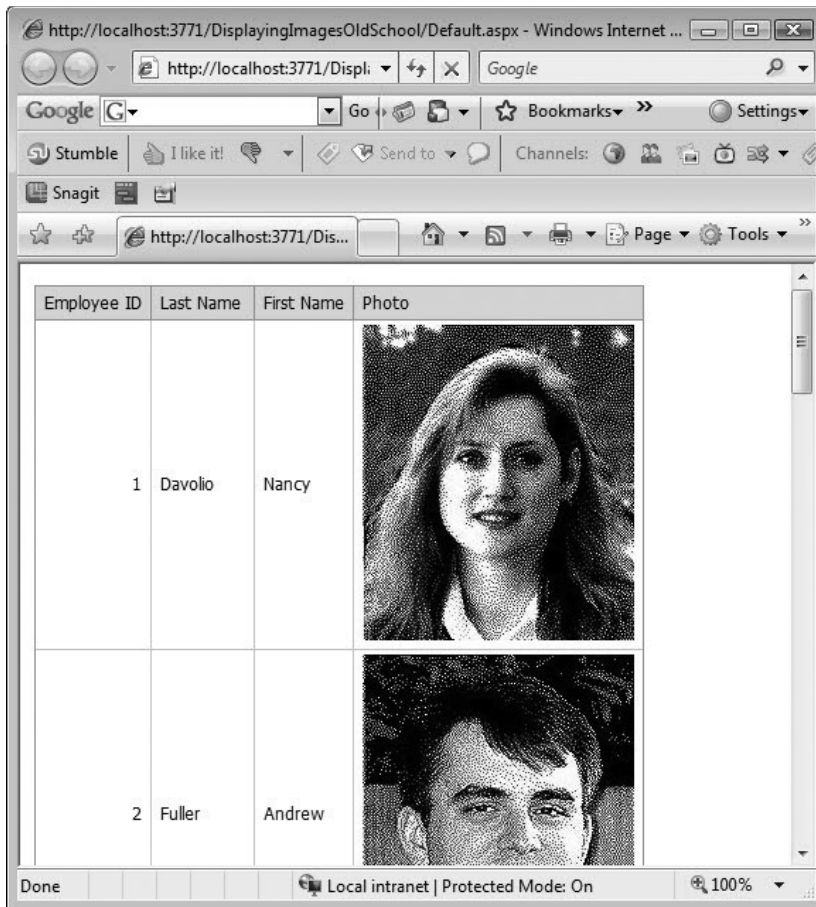 http://localhost:3771/DisplayingImagesOldSchool/Default.aspx - Windows Internet ...
http://localhost:3771/Displ
Google
Google G
Go
Bookmarks
Settings
Stumble
I like it!
Send to
Channels:
Snagit
http://localhost:3771/Dis...
Page
Tools
Employee ID Last Name First Name Photo
1 Davolio Nancy
2 Fuller Andrew
Done
Local intranet | Protected Mode: On
100%